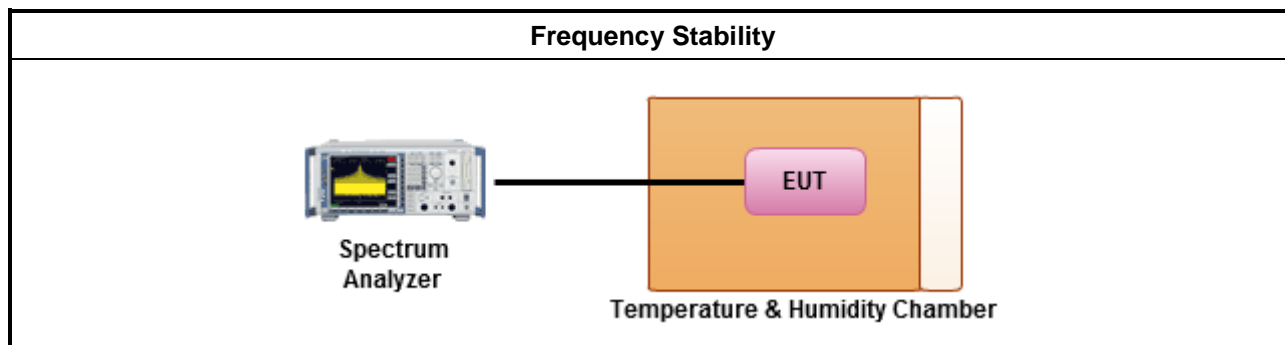 Frequency Stability
EUT
Spectrum
Analyzer
Temperature & Humidity Chamber